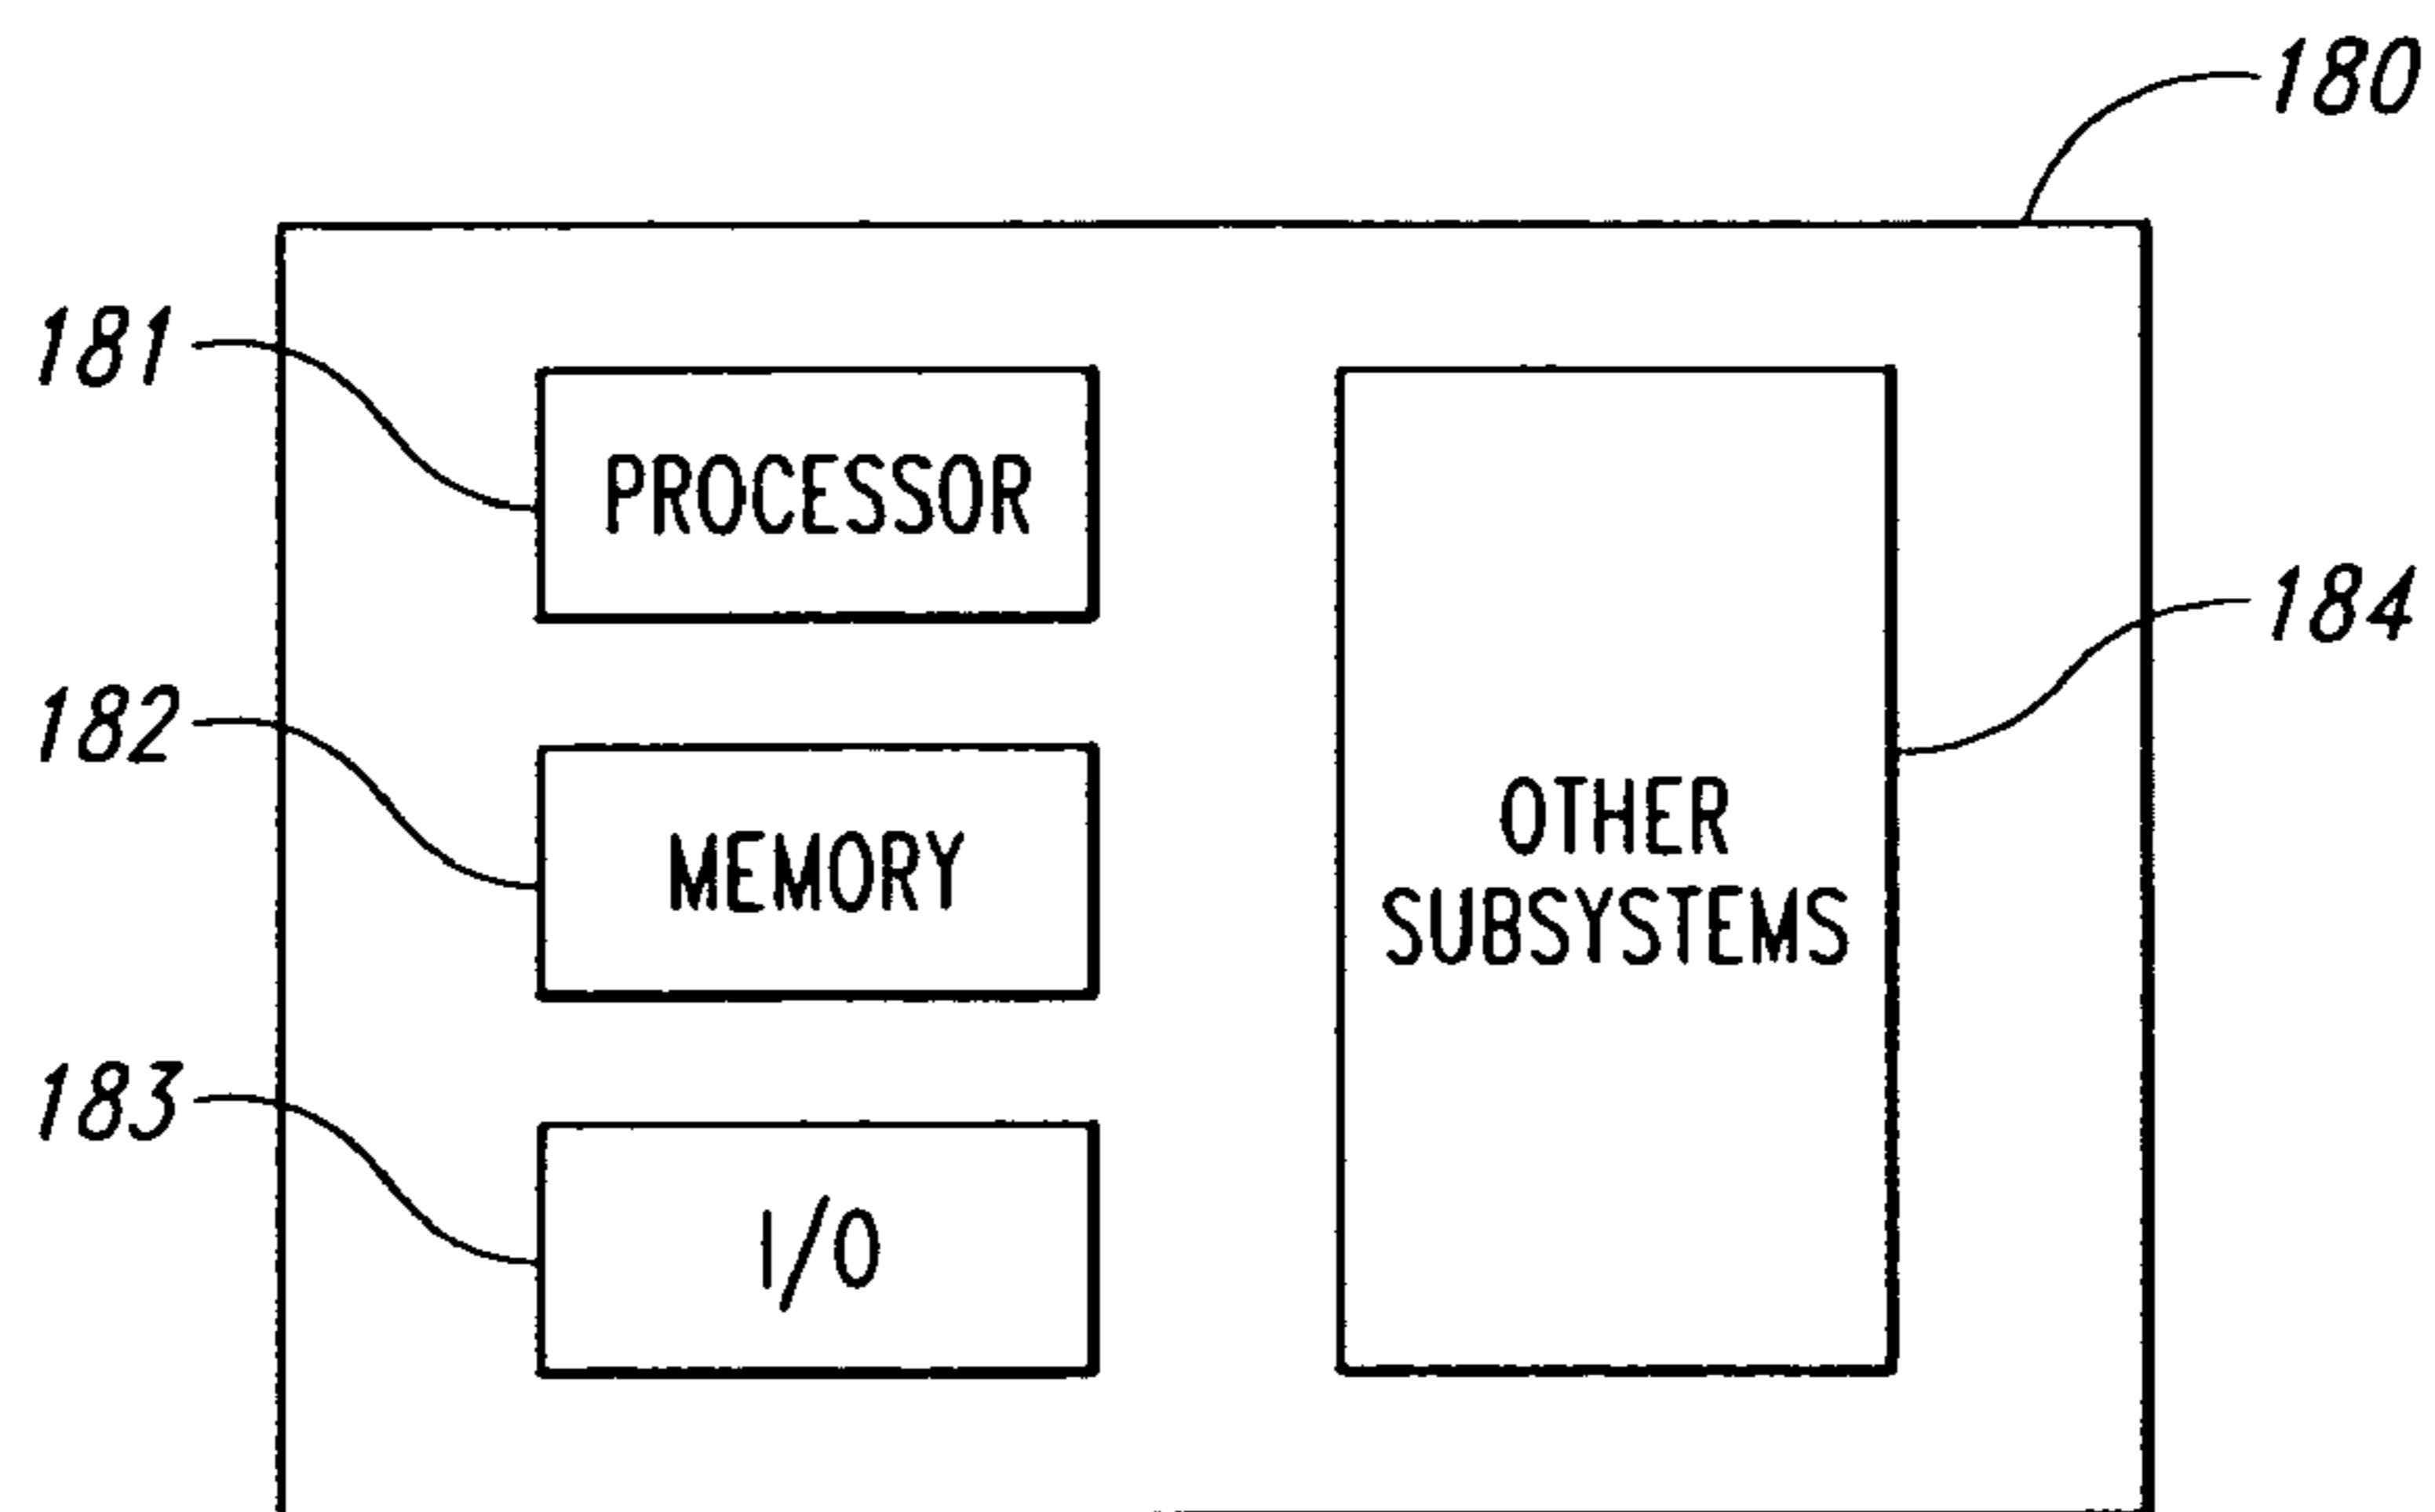 180
181
PROCESSOR
184
182
MEMORY
OTHER
SUBSYSTEMS
183
I/O